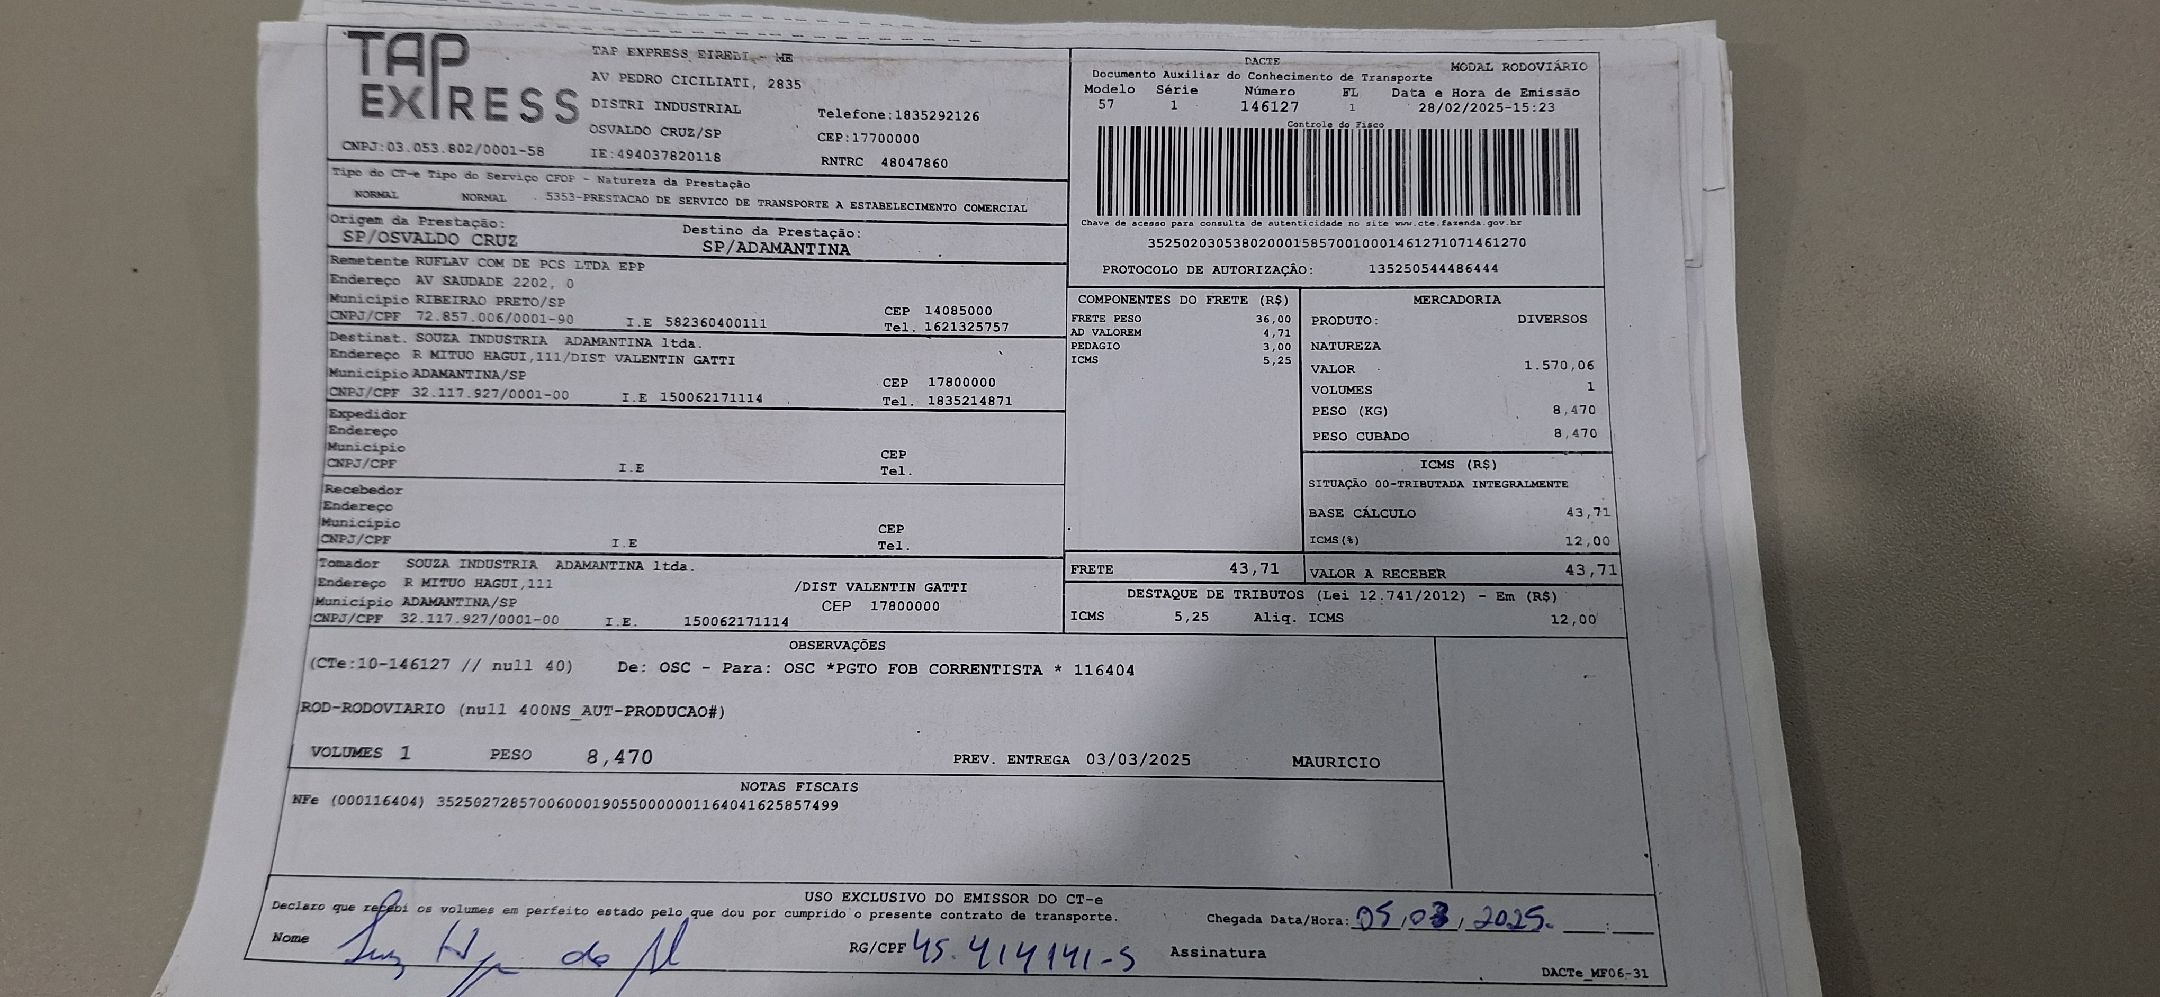 TAP EXPRESS
TAP EXPRESS EIRELI - ME
AV PEDRO CICILIATI, 2835
DISTRI INDUSTRIAL
Telefone:1835292126
OSVALDO CRUZ/SP
CEP:17700000
CNPJ:03.053.802/0001-58
IE:494037820118
RNTRC 48047860
DACTE
MODAL RODOVIÁRIO
Documento Auxiliar do Conhecimento de Transporte
Modelo Série Número FL Data e Hora de Emissão
57 1 146127 1 28/02/2025-15:23
Controle do Fisco
Chave de acesso para consulta de autenticidade no site www.cte.fazenda.gov.br
35250203053802000158570010001461271071461270
PROTOCOLO DE AUTORIZAÇÃO: 135250544486444
Tipo do CT-e Tipo do Serviço CFOP - Natureza da Prestação
NORMAL NORMAL . 5353-PRESTACAO DE SERVICO DE TRANSPORTE A ESTABELECIMENTO COMERCIAL
Origem da Prestação: Destino da Prestação:
SP/OSVALDO CRUZ SP/ADAMANTINA
Remetente RUFLAV COM DE PCS LTDA EPP
Endereço AV SAUDADE 2202, 0
Município RIBEIRAO PRETO/SP CEP 14085000
CNPJ/CPF 72.857.006/0001-90 I.E 582360400111 Tel. 1621325757
Destinat. SOUZA INDUSTRIA ADAMANTINA ltda.
Endereço R MITUO HAGUI,111/DIST VALENTIN GATTI
Município ADAMANTINA/SP CEP 17800000
CNPJ/CPF 32.117.927/0001-00 I.E 150062171114 Tel. 1835214871
Expedidor
Endereço
Município CEP
CNPJ/CPF I.E Tel.
Recebedor
Endereço
Município CEP
CNPJ/CPF I.E Tel.
Tomador SOUZA INDUSTRIA ADAMANTINA ltda.
Endereço R MITUO HAGUI,111 /DIST VALENTIN GATTI
Município ADAMANTINA/SP CEP 17800000
CNPJ/CPF 32.117.927/0001-00 I.E. 150062171114
COMPONENTES DO FRETE (R$)
FRETE PESO 36,00
AD VALOREM 4,71
PEDAGIO 3,00
ICMS 5,25
MERCADORIA
PRODUTO: DIVERSOS
NATUREZA
VALOR 1.570,06
VOLUMES 1
PESO (KG) 8,470
PESO CUBADO 8,470
ICMS (R$)
SITUAÇÃO 00-TRIBUTADA INTEGRALMENTE
BASE CÁLCULO 43,71
ICMS(%) 12,00
FRETE 43,71
VALOR A RECEBER 43,71
DESTAQUE DE TRIBUTOS (Lei 12.741/2012) - Em (R$)
ICMS 5,25 Aliq. ICMS 12,00
OBSERVAÇÕES
(CTe:10-146127 // null 40) De: OSC - Para: OSC *PGTO FOB CORRENTISTA * 116404
ROD-RODOVIARIO (null 400NS_AUT-PRODUCAO#)
VOLUMES 1 PESO 8,470 PREV. ENTREGA 03/03/2025 MAURICIO
NOTAS FISCAIS
NFe (000116404) 35250272857006000190550000001164041625857499
USO EXCLUSIVO DO EMISSOR DO CT-e
Declaro que recebi os volumes em perfeito estado pelo que dou por cumprido o presente contrato de transporte.
Chegada Data/Hora: 05/03/2025. __:__
Nome
RG/CPF 45.414141-5 Assinatura
DACTe_MF06-31